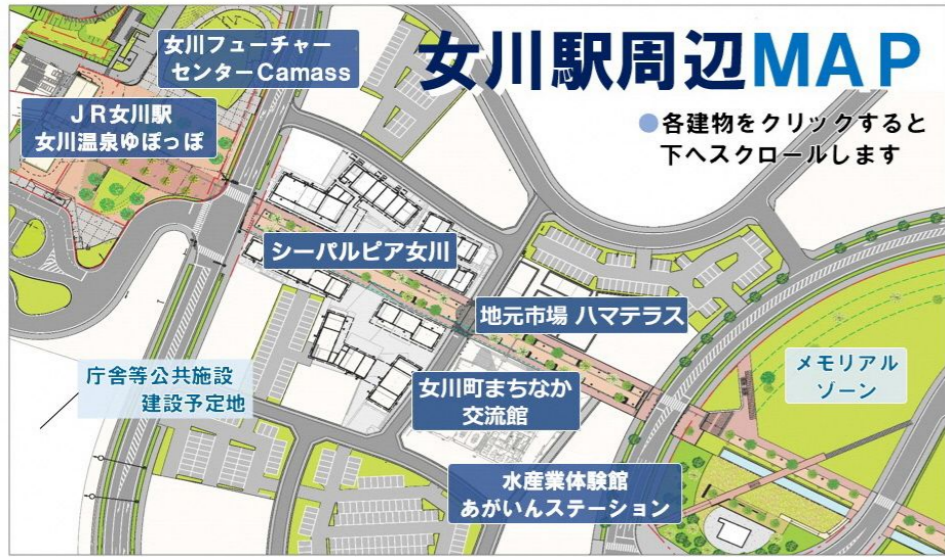 女川フューチャー
センターCamass
女川駅周辺MAP
JR女川駅
女川温泉ゆぽっぽ
●各建物をクリックすると
下へスクロールします
シーパルピア女川
地元市場 ハマテラス
庁舎等公共施設
建設予定地
女川町まちなか
交流館
メモリアル
ゾーン
水産業体験館
あがいんステーション